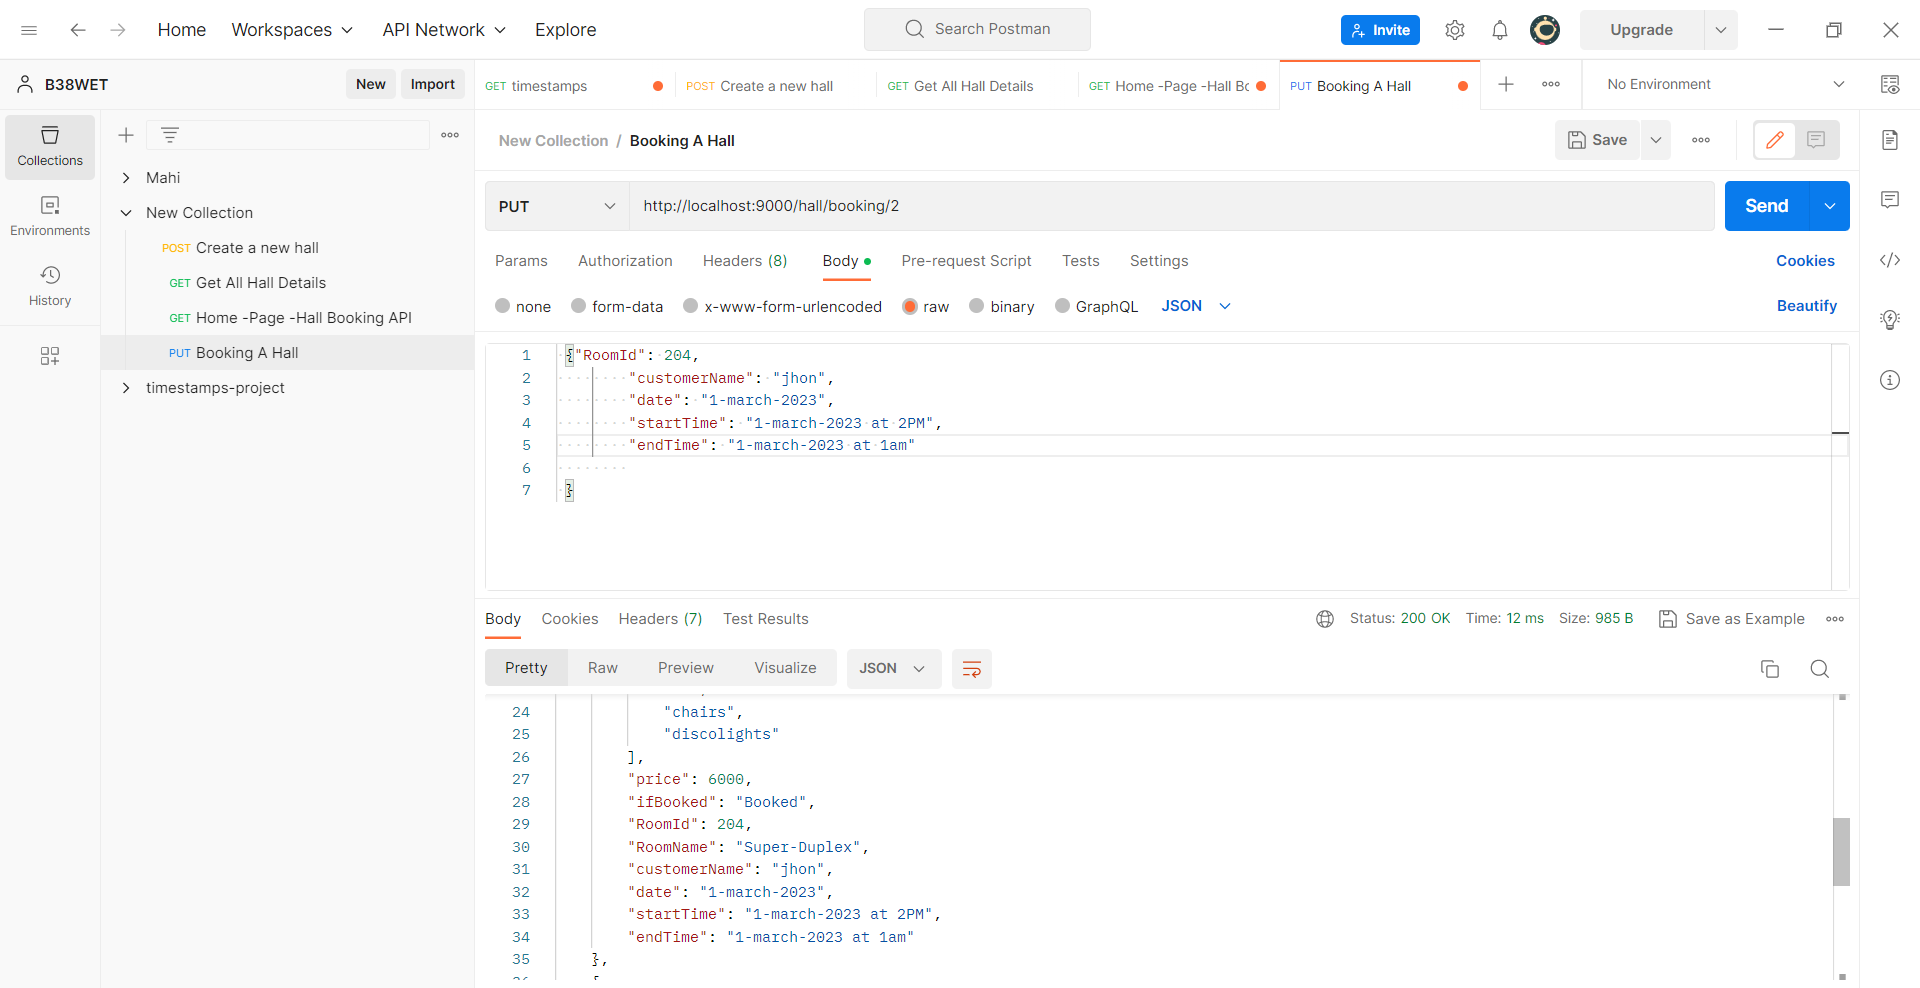 Home Workspaces API Network Explore Search Postman Invite Upgrade
B38WET New Import
GET timestamps POST Create a new hall GET Get All Hall Details GET Home -Page -Hall Bo PUT Booking A Hall No Environment
Collections
Environments
History
Mahi
New Collection
POST Create a new hall
GET Get All Hall Details
GET Home -Page -Hall Booking API
PUT Booking A Hall
timestamps-project
New Collection / Booking A Hall Save
PUT http://localhost:9000/hall/booking/2 Send
Params Authorization Headers (8) Body Pre-request Script Tests Settings Cookies
none form-data x-www-form-urlencoded raw binary GraphQL JSON Beautify
1 {"RoomId": 204,
2 "customerName": "jhon",
3 "date": "1-march-2023",
4 "startTime": "1-march-2023 at 2PM",
5 "endTime": "1-march-2023 at 1am"
6
7 }
Body Cookies Headers (7) Test Results Status: 200 OK Time: 12 ms Size: 985 B Save as Example
Pretty Raw Preview Visualize JSON
24 "chairs",
25 "discolights"
26 ],
27 "price": 6000,
28 "ifBooked": "Booked",
29 "RoomId": 204,
30 "RoomName": "Super-Duplex",
31 "customerName": "jhon",
32 "date": "1-march-2023",
33 "startTime": "1-march-2023 at 2PM",
34 "endTime": "1-march-2023 at 1am"
35 },